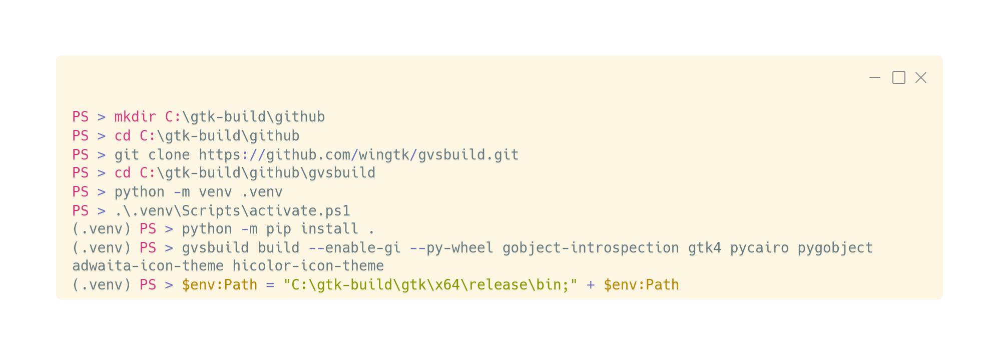 PS > mkdir C:\gtk-build\github
PS > cd C:\gtk-build\github
PS > git clone https://github.com/wingtk/gvsbuild.git
PS > cd C:\gtk-build\github\gvsbuild
PS > python -m venv .venv
PS > .\.venv\Scripts\activate.ps1
(.venv) PS > python -m pip install .
(.venv) PS > gvsbuild build --enable-gi --py-wheel gobject-introspection gtk4 pycairo pygobject
adwaita-icon-theme hicolor-icon-theme
(.venv) PS > $env:Path = "C:\gtk-build\gtk\x64\release\bin;" + $env:Path